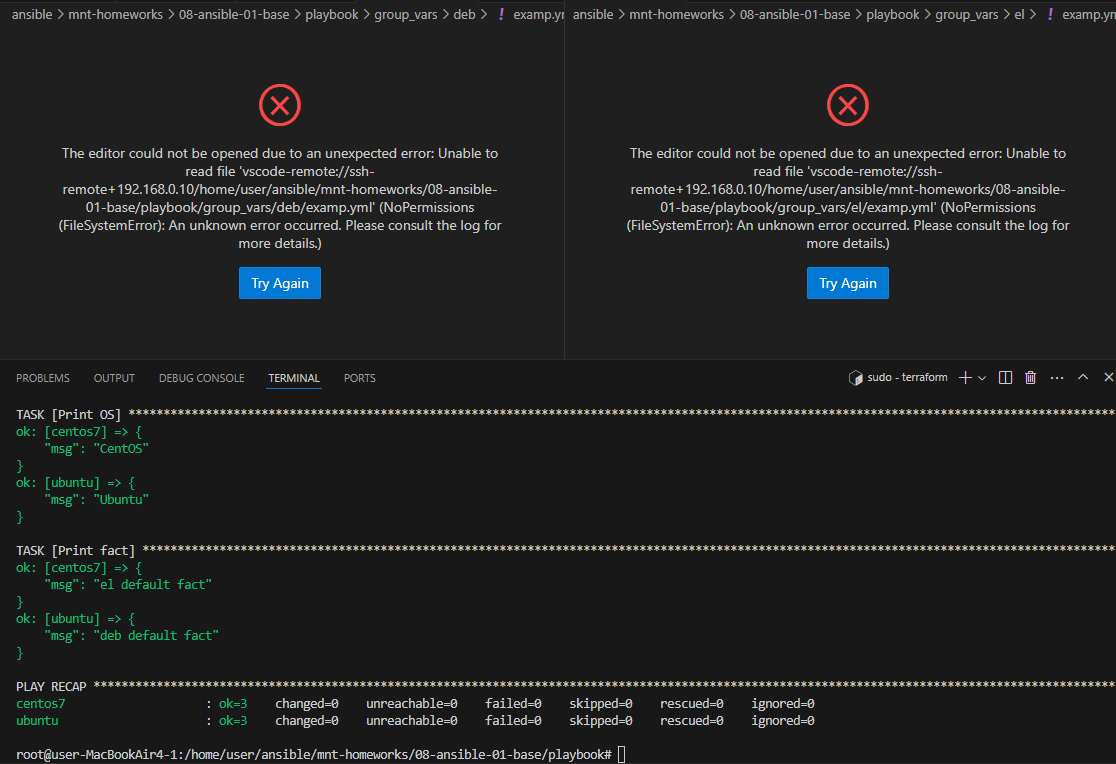 ansible > mnt-homeworks > 08-ansible-01-base > playbook > group_vars > deb > ! examp.yr
ansible > mnt-homeworks > 08-ansible-01-base > playbook > group_vars > el > ! examp.ym
The editor could not be opened due to an unexpected error: Unable to
read file 'vscode-remote://ssh-
remote+192.168.0.10/home/user/ansible/mnt-homeworks/08-ansible-
01-base/playbook/group_vars/deb/examp.yml' (NoPermissions
(FileSystemError): An unknown error occurred. Please consult the log for
more details.)
Try Again
The editor could not be opened due to an unexpected error: Unable to
read file 'vscode-remote://ssh-
remote+192.168.0.10/home/user/ansible/mnt-homeworks/08-ansible-
01-base/playbook/group_vars/el/examp.yml' (NoPermissions
(FileSystemError): An unknown error occurred. Please consult the log for
more details.)
Try Again
PROBLEMS OUTPUT DEBUG CONSOLE TERMINAL PORTS sudo - terraform
TASK [Print OS] ****************************************************************************************************************************************
ok: [centos7] => {
    "msg": "CentOS"
}
ok: [ubuntu] => {
    "msg": "Ubuntu"
}
TASK [Print fact] **************************************************************************************************************************************
ok: [centos7] => {
    "msg": "el default fact"
}
ok: [ubuntu] => {
    "msg": "deb default fact"
}
PLAY RECAP *********************************************************************************************************************************************
centos7                    : ok=3    changed=0    unreachable=0    failed=0    skipped=0    rescued=0    ignored=0
ubuntu                     : ok=3    changed=0    unreachable=0    failed=0    skipped=0    rescued=0    ignored=0
root@user-MacBookAir4-1:/home/user/ansible/mnt-homeworks/08-ansible-01-base/playbook#